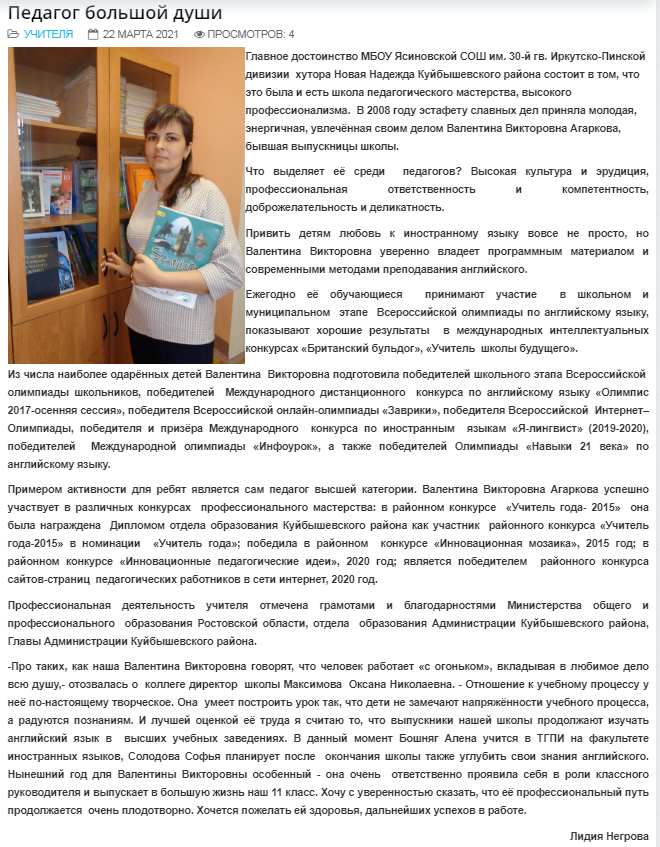 Педагог большой души
УЧИТЕЛЯ 22 МАРТА 2021 ПРОСМОТРОВ: 4
Главное достоинство МБОУ Ясиновской СОШ им. 30-й гв. Иркутско-Пинской
дивизии хутора Новая Надежда Куйбышевского района состоит в том, что
это была и есть школа педагогического мастерства, высокого
профессионализма. В 2008 году эстафету славных дел приняла молодая,
энергичная, увлечённая своим делом Валентина Викторовна Агаркова,
бывшая выпускницы школы.
Что выделяет её среди педагогов? Высокая культура и эрудиция,
профессиональная ответственность и компетентность,
доброжелательность и деликатность.
Привить детям любовь к иностранному языку вовсе не просто, но
Валентина Викторовна уверенно владеет программным материалом и
современными методами преподавания английского.
Ежегодно её обучающиеся принимают участие в школьном и
муниципальном этапе Всероссийской олимпиады по английскому языку,
показывают хорошие результаты в международных интеллектуальных
конкурсах «Британский бульдог», «Учитель школы будущего».
Из числа наиболее одарённых детей Валентина Викторовна подготовила победителей школьного этапа Всероссийской
олимпиады школьников, победителей Международного дистанционного конкурса по английскому языку «Олимпис
2017-осенняя сессия», победителя Всероссийской онлайн-олимпиады «Заврики», победителя Всероссийской Интернет–
Олимпиады, победителя и призёра Международного конкурса по иностранным языкам «Я-лингвист» (2019-2020),
победителей Международной олимпиады «Инфоурок», а также победителей Олимпиады «Навыки 21 века» по
английскому языку.
Примером активности для ребят является сам педагог высшей категории. Валентина Викторовна Агаркова успешно
участвует в различных конкурсах профессионального мастерства: в районном конкурсе «Учитель года- 2015» она
была награждена Дипломом отдела образования Куйбышевского района как участник районного конкурса «Учитель
года-2015» в номинации «Учитель года»; победила в районном конкурсе «Инновационная мозаика», 2015 год; в
районном конкурсе «Инновационные педагогические идеи», 2020 год; является победителем районного конкурса
сайтов-страниц педагогических работников в сети интернет, 2020 год.
Профессиональная деятельность учителя отмечена грамотами и благодарностями Министерства общего и
профессионального образования Ростовской области, отдела образования Администрации Куйбышевского района,
Главы Администрации Куйбышевского района.
-Про таких, как наша Валентина Викторовна говорят, что человек работает «с огоньком», вкладывая в любимое дело
всю душу,- отозвалась о коллеге директор школы Максимова Оксана Николаевна. - Отношение к учебному процессу у
неё по-настоящему творческое. Она умеет построить урок так, что дети не замечают напряжённости учебного процесса,
а радуются познаниям. И лучшей оценкой её труда я считаю то, что выпускники нашей школы продолжают изучать
английский язык в высших учебных заведениях. В данный момент Бошняг Алена учится в ТГПИ на факультете
иностранных языков, Солодова Софья планирует после окончания школы также углубить свои знания английского.
Нынешний год для Валентины Викторовны особенный - она очень ответственно проявила себя в роли классного
руководителя и выпускает в большую жизнь наш 11 класс. Хочу с уверенностью сказать, что её профессиональный путь
продолжается очень плодотворно. Хочется пожелать ей здоровья, дальнейших успехов в работе.
Лидия Негрова